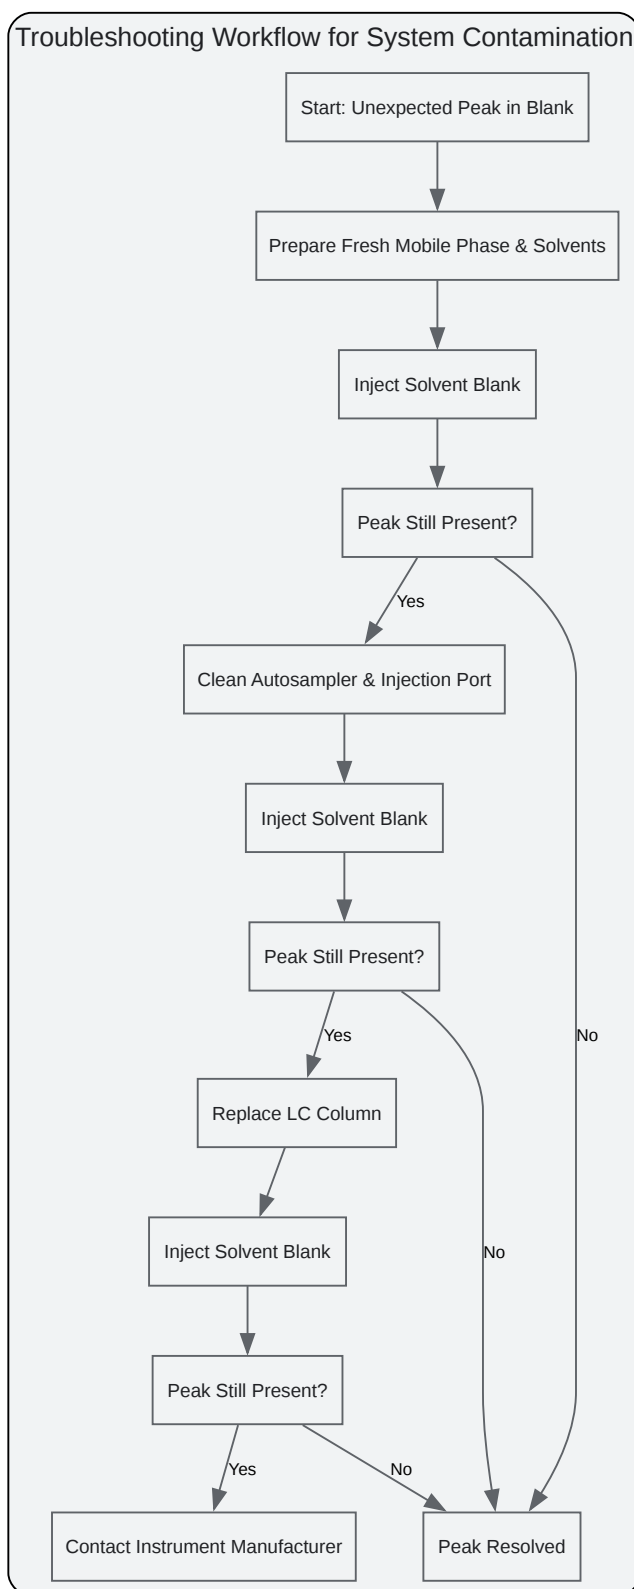 Troubleshooting Workflow for System Contamination
Start: Unexpected Peak in Blank
Prepare Fresh Mobile Phase & Solvents
Inject Solvent Blank
Peak Still Present?
Yes
Clean Autosampler & Injection Port
Inject Solvent Blank
Peak Still Present?
Yes
No
Replace LC Column
Inject Solvent Blank
No
Peak Still Present?
Yes
No
Contact Instrument Manufacturer
Peak Resolved